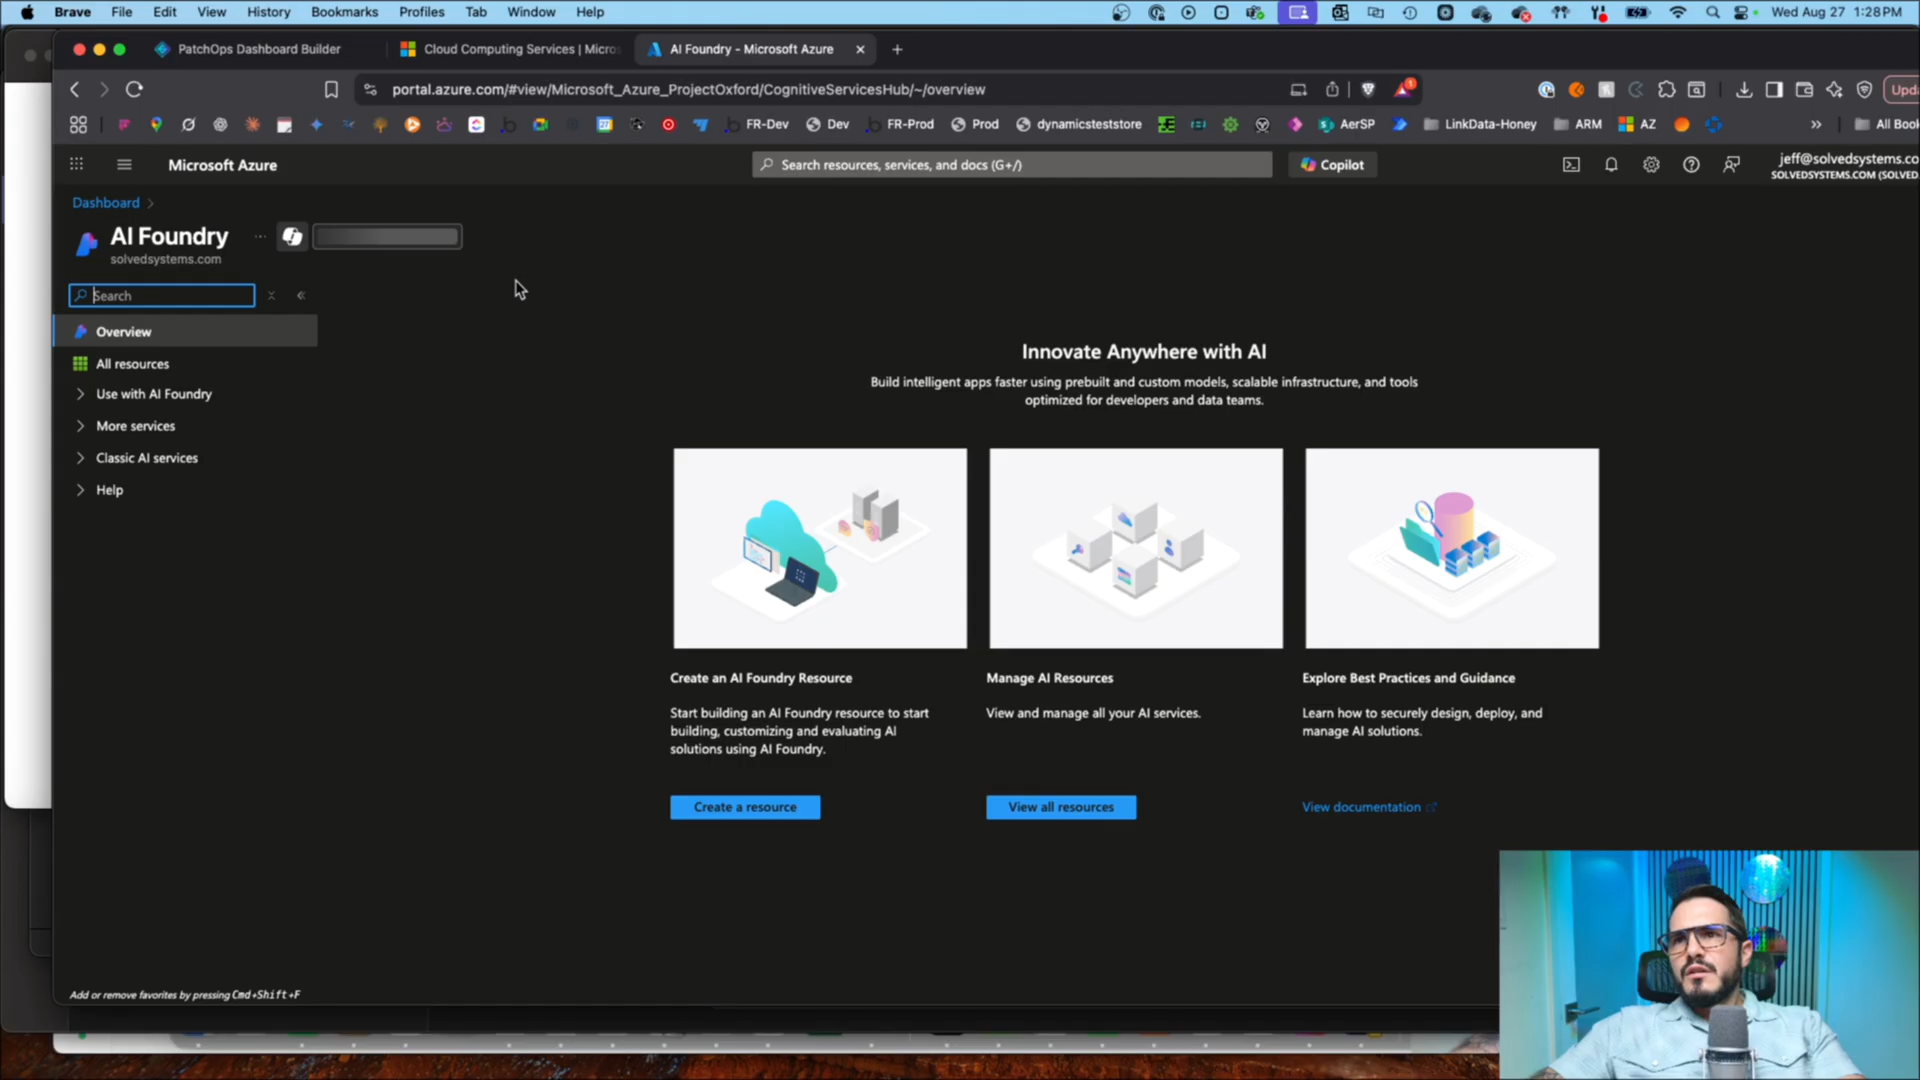 Brave File Edit View History Bookmarks Profiles Tab Window Help
Wed Aug 27 1:28 PM
PatchOps Dashboard Builder
Cloud Computing Services | Micros
AI Foundry - Microsoft Azure
portal.azure.com/#view/Microsoft_Azure_ProjectOxford/CognitiveServicesHub/~/overview
1
Upd
FR-Dev Dev FR-Prod Prod dynamicsteststore AerSP LinkData-Honey ARM AZ » All Book
Microsoft Azure
Search resources, services, and docs (G+/)
Copilot
jeff@solvedsystems.co
SOLVEDSYSTEMS.COM (SOLVED
Dashboard
AI Foundry
solvedsystems.com
Search
Overview
All resources
Use with AI Foundry
More services
Classic AI services
Help
Innovate Anywhere with AI
Build intelligent apps faster using prebuilt and custom models, scalable infrastructure, and tools
optimized for developers and data teams.
Create an AI Foundry Resource
Start building an AI Foundry resource to start
building, customizing and evaluating AI
solutions using AI Foundry.
Create a resource
Manage AI Resources
View and manage all your AI services.
View all resources
Explore Best Practices and Guidance
Learn how to securely design, deploy, and
manage AI solutions.
View documentation
Add or remove favorites by pressing Cmd+Shift+F